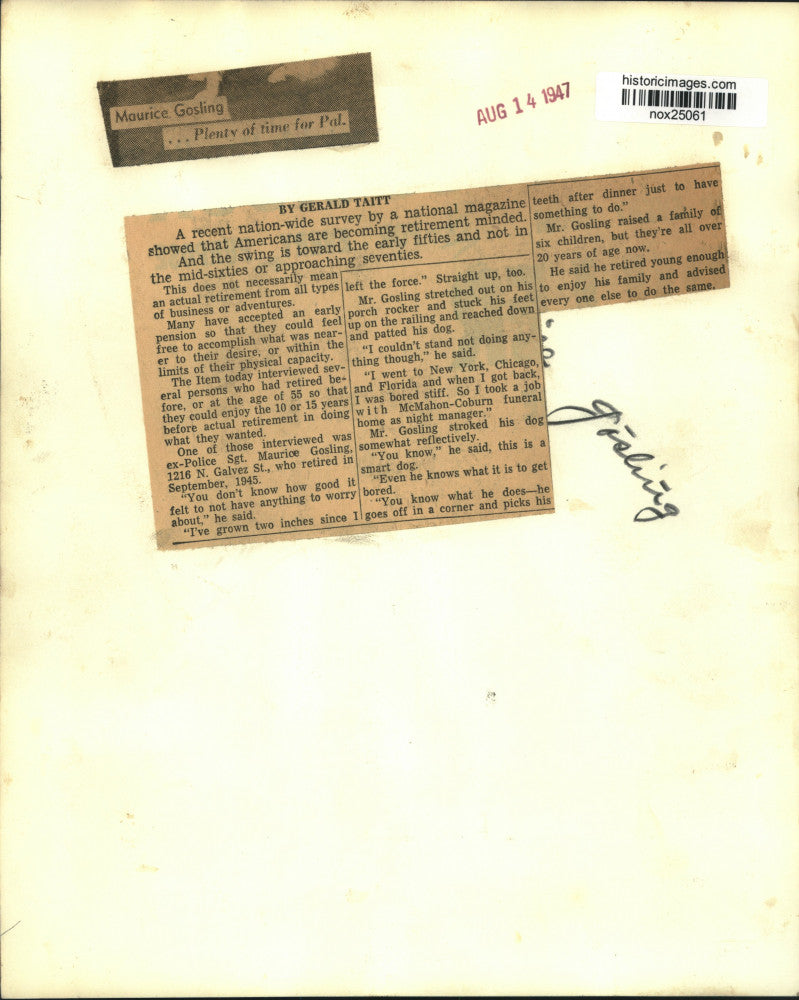 historicimages.com
nox25061
AUG 14 1947
Maurice Gosling
... Plenty of time for Pal.
BY GERALD TAITT
A recent nation-wide survey by a national magazine
showed that Americans are becoming retirement minded.
And the swing is toward the early fifties and not in
the mid-sixties or approaching seventies.
This does not necessarily mean
an actual retirement from all types
of business or adventures.
Many have accepted an early
pension so that they could feel
free to accomplish what was near-
er to their desire, or within the
limits of their physical capacity.
The Item today interviewed sev-
eral persons who had retired be-
fore, or at the age of 55 so that
they could enjoy the 10 or 15 years
before actual retirement in doing
what they wanted.
One of those interviewed was
ex-Police Sgt. Maurice Gosling,
1216 N. Galvez St., who retired in
September, 1945.
"You don't know how good it
felt to not have anything to worry
about," he said.
"I've grown two inches since I
left the force." Straight up, too.
Mr. Gosling stretched out on his
porch rocker and stuck his feet
up on the railing and reached down
and patted his dog.
"I couldn't stand not doing any-
thing though," he said.
"I went to New York, Chicago,
and Florida and when I got back,
I was bored stiff. So I took a job
with McMahon-Coburn funeral
home as night manager."
Mr. Gosling stroked his dog
somewhat reflectively.
"You know," he said, this is a
smart dog.
"Even he knows what it is to get
bored.
"You know what he does—he
goes off in a corner and picks his
teeth after dinner just to have
something to do."
Mr. Gosling raised a family of
six children, but they're all over
20 years of age now.
He said he retired young enough
to enjoy his family and advised
every one else to do the same.
Gosling